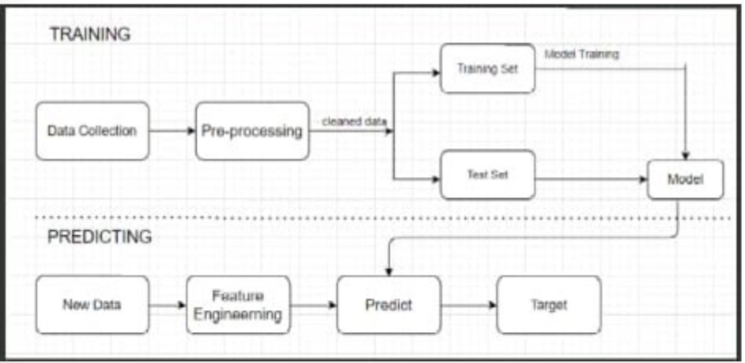 TRAINING
Model Training
Training Set
Data Collection
Pre-processing
cleaned data
Test Set
Model
PREDICTING
New Data
Feature
Engineerning
Predict
Target